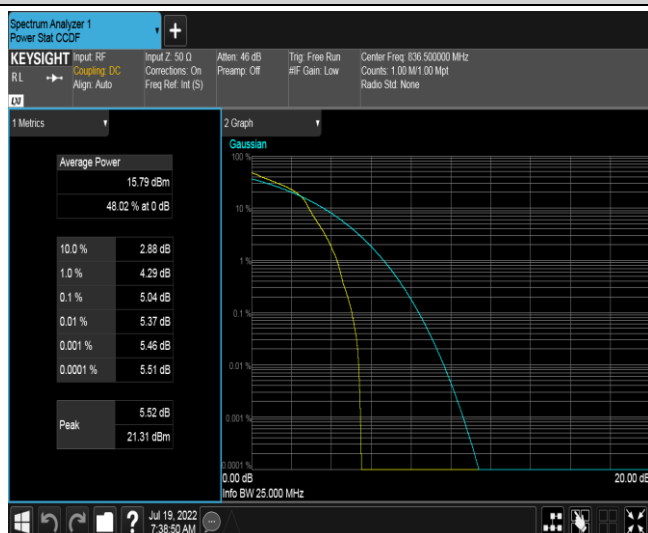 Spectrum Analyzer 1
Power Stat CCDF
+
KEYSIGHT
RL
LXI
Input: RF
Coupling: DC
Align: Auto
Input Z: 50 Ω
Corrections: On
Freq Ref: Int (S)
Atten: 46 dB
Preamp: Off
Trig: Free Run
#IF Gain: Low
Center Freq: 836.500000 MHz
Counts: 1.00 M/1.00 Mpt
Radio Std: None
1 Metrics
Average Power
15.79 dBm
48.02 % at 0 dB
10.0 % 2.88 dB
1.0 % 4.29 dB
0.1 % 5.04 dB
0.01 % 5.37 dB
0.001 % 5.46 dB
0.0001 % 5.51 dB
Peak
5.52 dB
21.31 dBm
2 Graph
Gaussian
100 %
10 %
1 %
0.1 %
0.01 %
0.001 %
0.0001 %
0.00 dB
20.00 dB
Info BW 25.000 MHz
?
Jul 19, 2022
7:38:50 AM